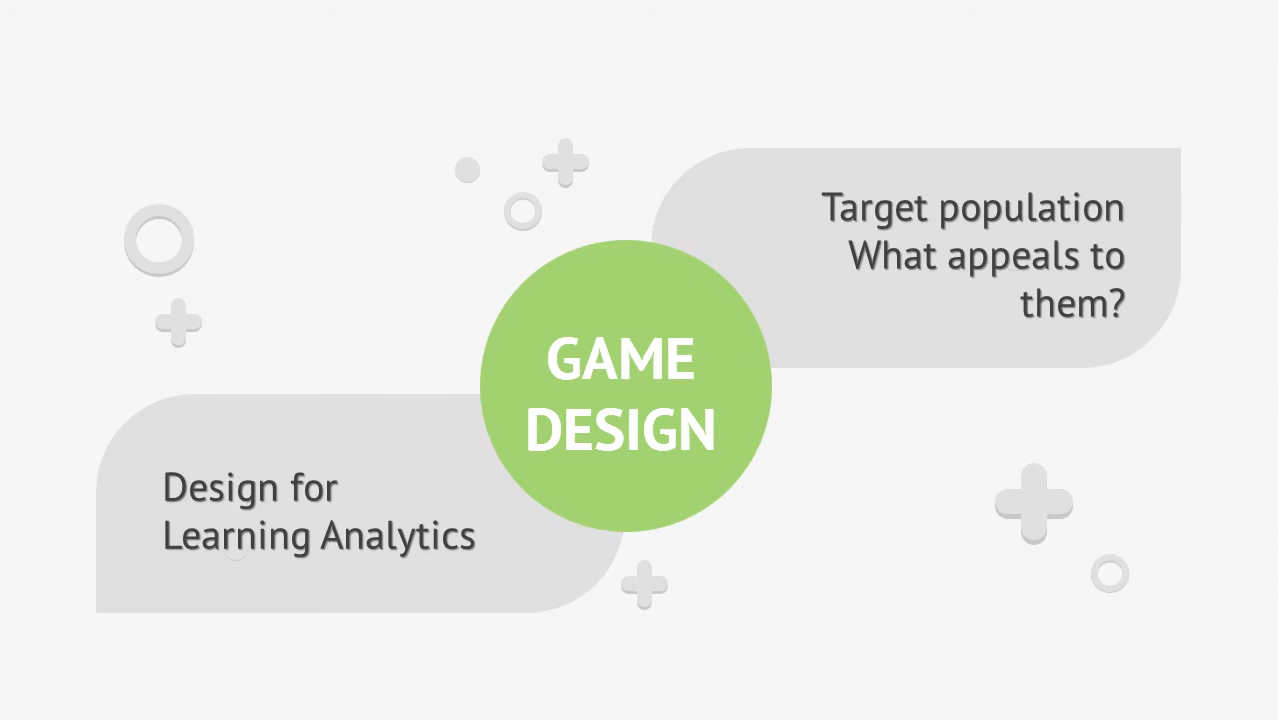 Target population
What appeals to
them?
GAME
DESIGN
Design for
Learning Analytics